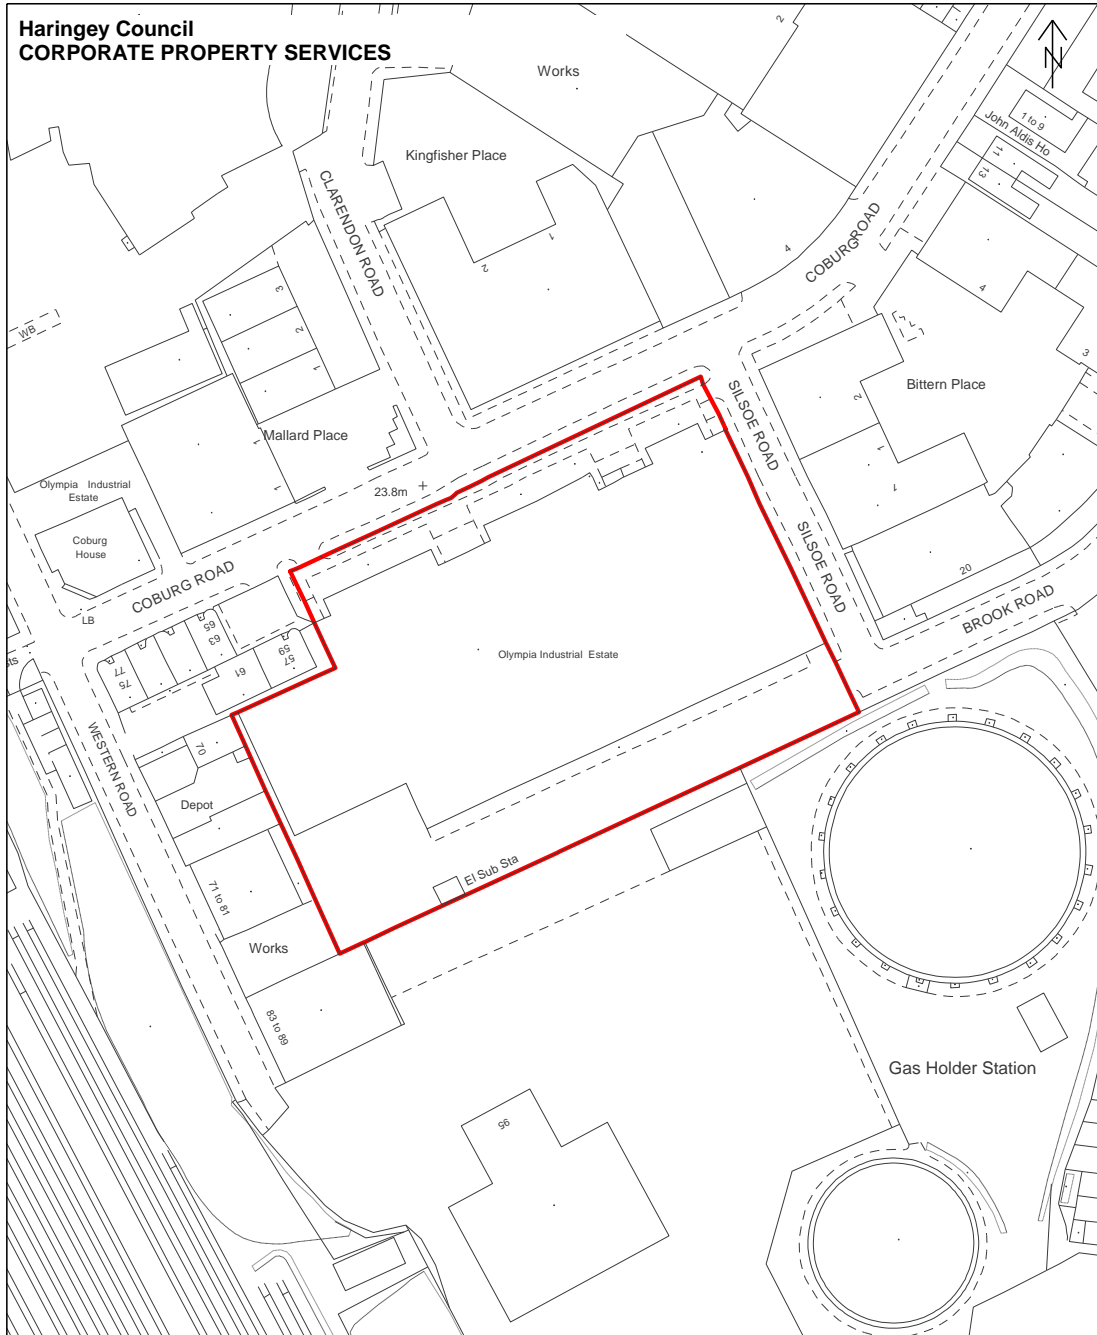 Haringey Council
CORPORATE PROPERTY SERVICES
N
2
Works
1 to 9
John Aldis Ho
11
13
Kingfisher Place
CLARENDON ROAD
1
2
4
COBURG ROAD
4
3
2
1
WB
3
2
Bittern Place
1
7
Mallard Place
1
1
SILSOE ROAD
23.8m
Olympia Industrial
Estate
Coburg
House
COBURG ROAD
LB
SILSOE ROAD
20
BROOK ROAD
65
63
77
75
59
57
61
Olympia Industrial Estate
WESTERN ROAD
70
Depot
El Sub Sta
71 to 81
Works
83 to 89
Gas Holder Station
95